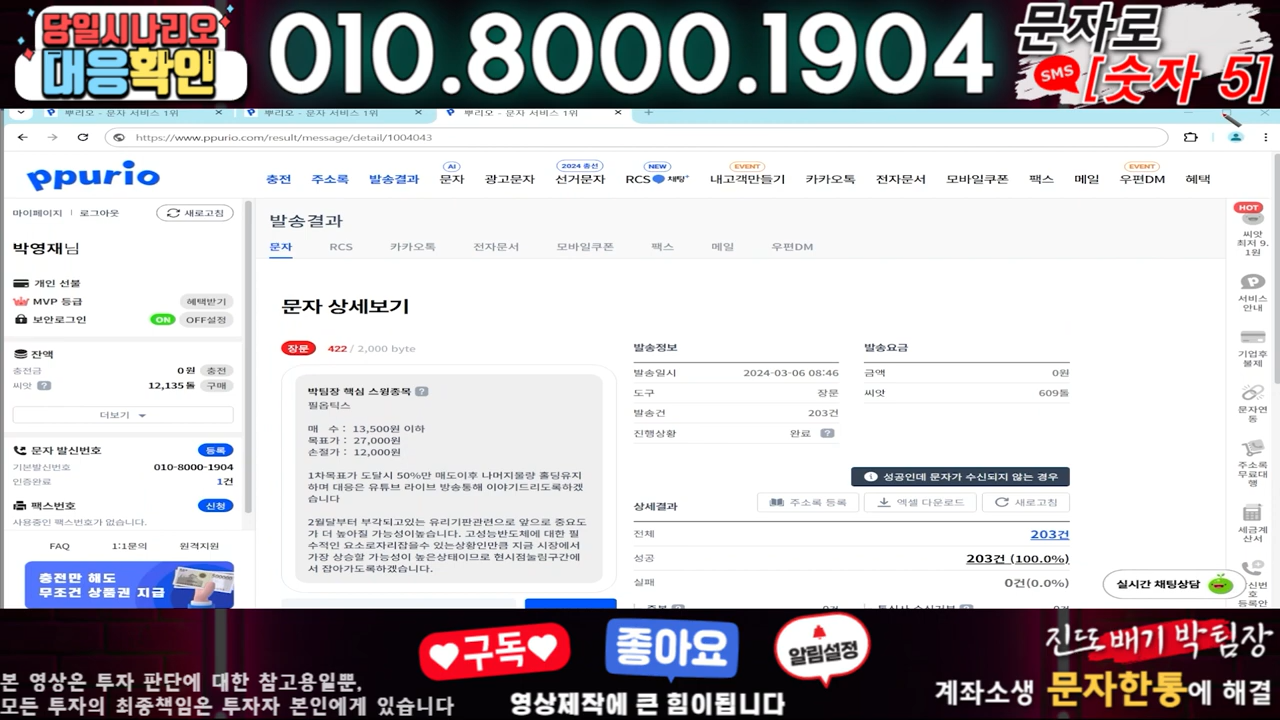 당일시나리오
대응확인
010.8000.1904
문자로
SMS [숫자 5]
뿌리오 - 문자 서비스 1위
뿌리오 - 문자 서비스 1위
뿌리오 - 문자 서비스 1위
https://www.ppurio.com/result/message/detail/1004043
ppurio
충전
주소록
발송결과
AI
문자
광고문자
2024 총선
선거문자
NEW
RCS 채팅+
EVENT
내고객만들기
카카오톡
전자문서
모바일쿠폰
팩스
메일
EVENT
우편DM
혜택
마이페이지 | 로그아웃
새로고침
박영재님
개인 선불
MVP 등급
혜택받기
보안로그인
ON
OFF설정
잔액
충전금
0원
충전
씨앗 ?
12,135톨
구매
더보기
문자 발신번호
등록
기본발신번호
010-8000-1904
인증완료
1건
팩스번호
신청
사용중인 팩스번호가 없습니다.
FAQ
1:1문의
원격지원
충전만 해도
무조건 상품권 지급
발송결과
문자
RCS
카카오톡
전자문서
모바일쿠폰
팩스
메일
우편DM
문자 상세보기
장문
422 / 2,000 byte
박팀장 핵심 스윙종목 ?
필옵틱스
매 수 : 13,500원 이하
목표가 : 27,000원
손절가 : 12,000원
1차목표가 도달시 50%만 매도이후 나머지물량 홀딩유지
하며 대응은 유튜브 라이브 방송통해 이야기드리도록하겠
습니다
2월달부터 부각되고있는 유리기판관련으로 앞으로 중요도
가 더 높아질 가능성이높습니다. 고성능반도체에 대한 필
수적인 요소로자리잡을수 있는상황인만큼 지금 시장에서
가장 상승할 가능성이 높은상태이므로 현시점눌림구간에
서 잡아가도록하겠습니다.
발송정보
발송일시
2024-03-06 08:46
도구
장문
발송건
203건
진행상황
완료 ?
발송요금
금액
0원
씨앗
609톨
성공인데 문자가 수신되지 않는 경우
상세결과
주소록 등록
엑셀 다운로드
새로고침
전체
203건
성공
203건 (100.0%)
실패
0건(0.0%)
HOT
씨앗
최저 9.
1원
서비스
안내
기업후
불제
문자연
동
주소록
무료대
행
세금계
산서
실시간 채팅상담
구독
좋아요
알림설정
영상제작에 큰 힘이됩니다
본 영상은 투자 판단에 대한 참고용일뿐,
모든 투자의 최종책임은 투자자 본인에게 있습니다
진또배기 박팀장
계좌소생 문자한통에 해결